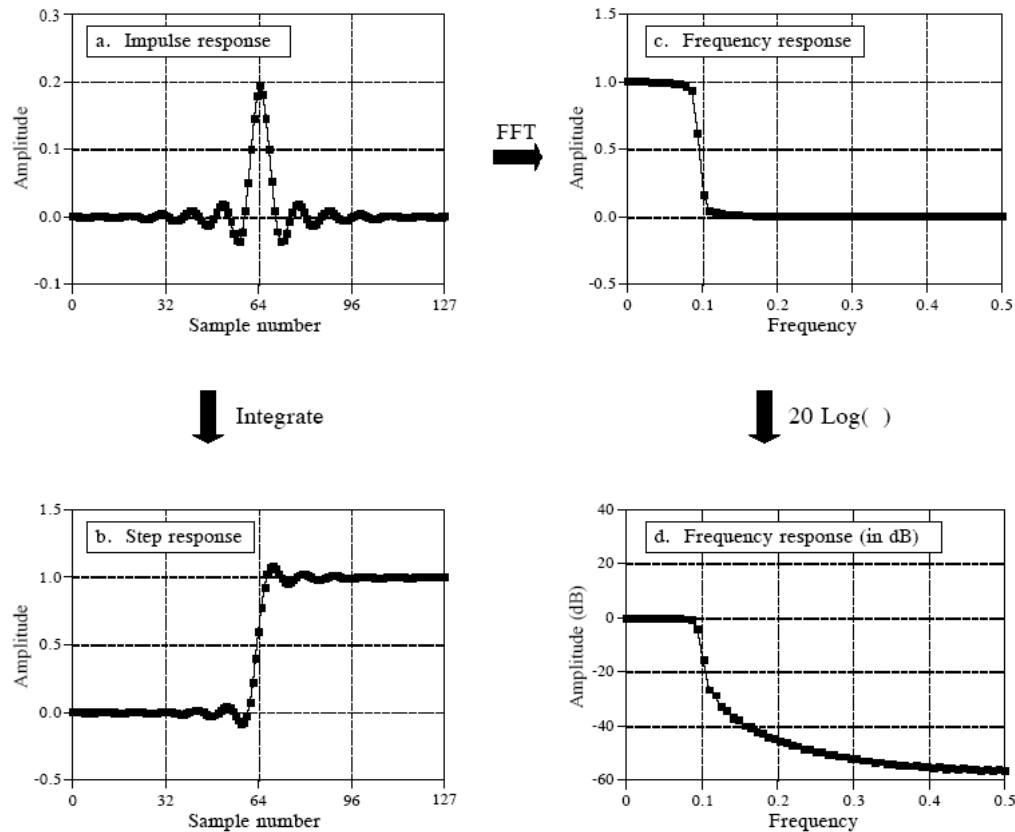 a. Impulse response
0.3
0.2
0.1
0.0
-0.1
Amplitude
0 32 64 96 127
Sample number
FFT
c. Frequency response
1.5
1.0
0.5
0.0
-0.5
Amplitude
0 0.1 0.2 0.3 0.4 0.5
Frequency
Integrate
20 Log( )
b. Step response
1.5
1.0
0.5
0.0
-0.5
Amplitude
0 32 64 96 127
Sample number
d. Frequency response (in dB)
40
20
0
-20
-40
-60
Amplitude (dB)
0 0.1 0.2 0.3 0.4 0.5
Frequency